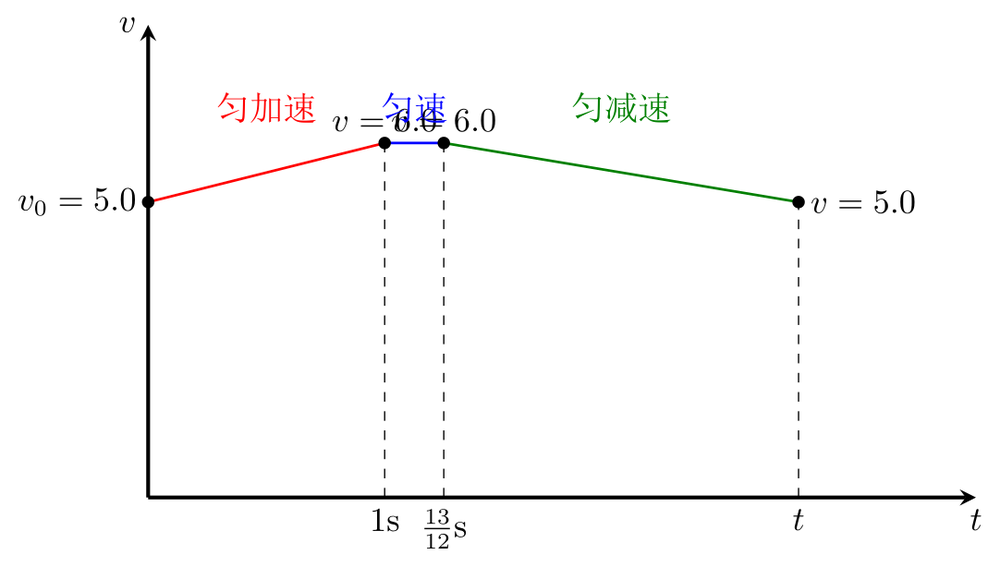 v
匀加速
匀速
匀减速
v = 6.0
v = 6.0
v₀ = 5.0
v = 5.0
1s
13/12 s
t
t